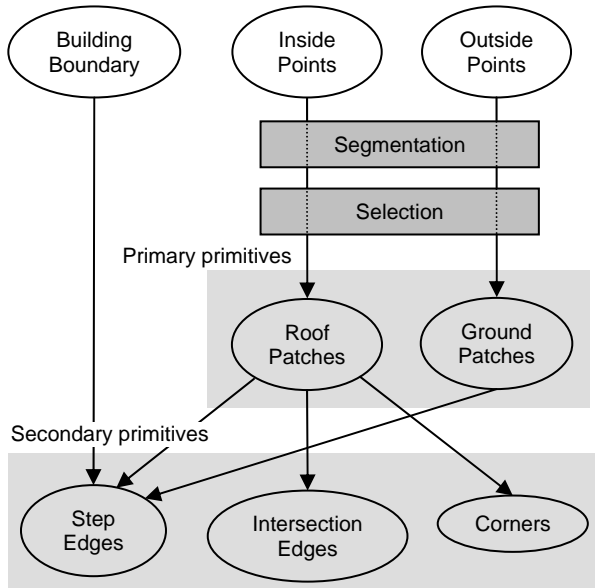 Building
Boundary
Inside
Points
Outside
Points
Segmentation
Selection
Primary primitives
Roof
Patches
Ground
Patches
Secondary primitives
Step
Edges
Intersection
Edges
Corners